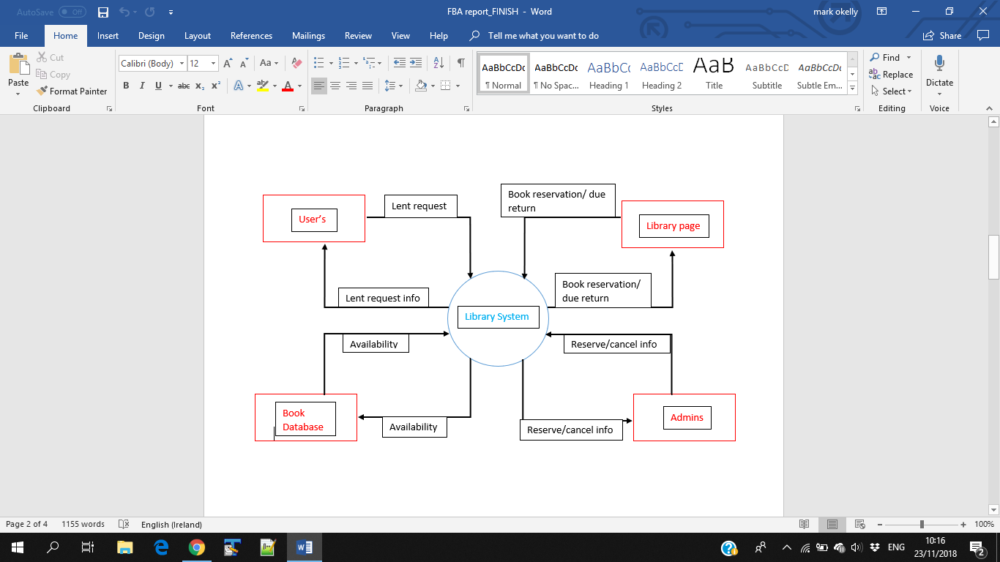 AutoSave Off
FBA report_FINISH - Word
mark okelly
File Home Insert Design Layout References Mailings Review View Help Tell me what you want to do Share
Paste
Cut
Copy
Format Painter
Clipboard
Calibri (Body) 12
Aa
B I U abc x₂ x²
A
Font
Paragraph
AaBbCcDc AaBbCcDc AaBbCc AaBbCcD AaB AaBbCcD AaBbCcDc
¶ Normal ¶ No Spac... Heading 1 Heading 2 Title Subtitle Subtle Em...
Styles
Find
Replace
Select
Editing
Dictate
Voice
User's
Lent request
Book reservation/ due
return
Library page
Lent request info
Library System
Book reservation/
due return
Availability
Reserve/cancel info
Book
Database
Availability
Reserve/cancel info
Admins
Page 2 of 4 1155 words English (Ireland) 100%
ENG
10:16
23/11/2018
2